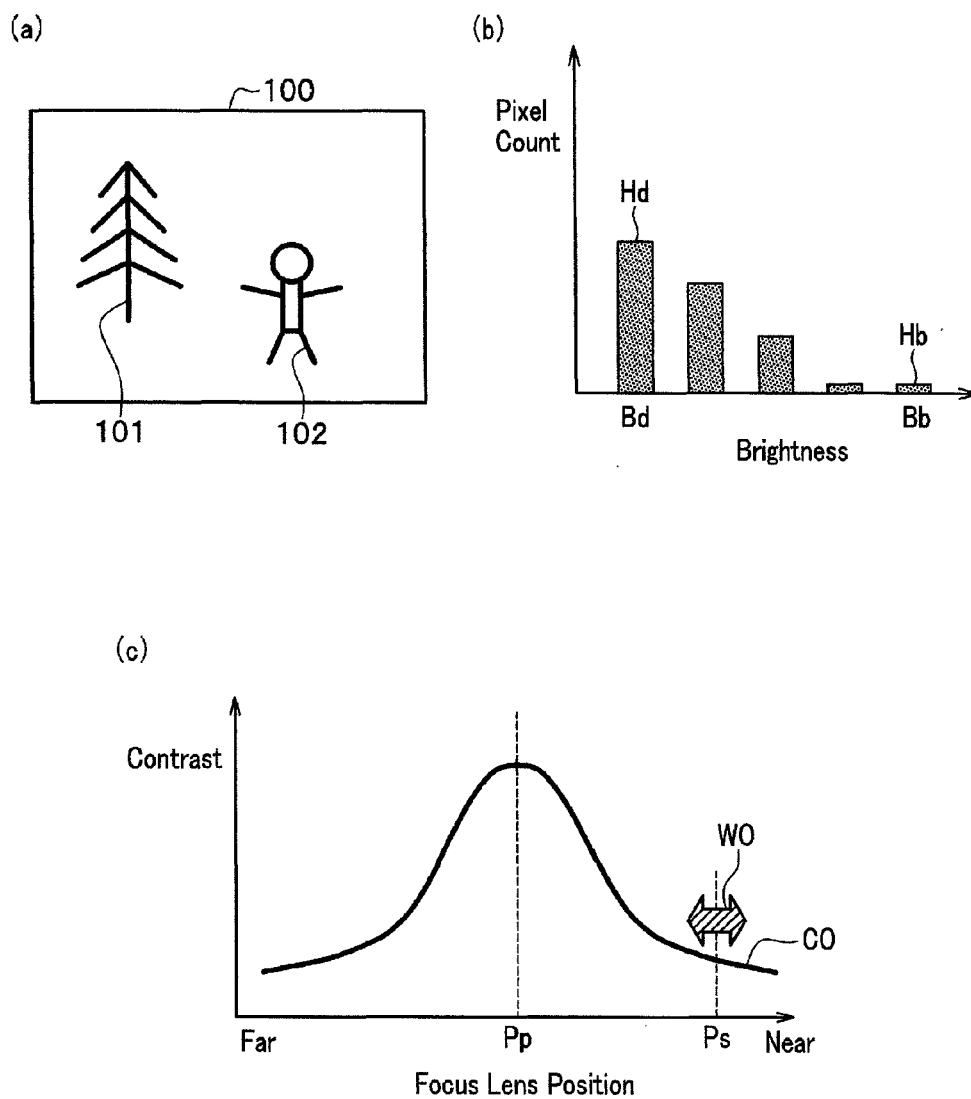 (a)
100
101
102
(b)
Pixel
Count
Hd
Hb
Bd
Bb
Brightness
(c)
Contrast
WO
CO
Far
Pp
Ps
Near
Focus Lens Position